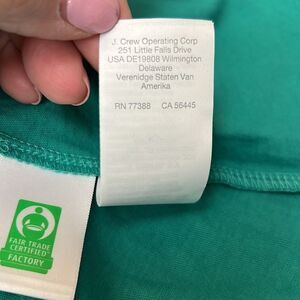 J. Crew Operating Corp
251 Little Falls Drive
USA DE19808 Wilmington
Delaware
Verenidge Staten Van
Amerika
RN 77388 CA 56445
FAIR TRADE
CERTIFIED
FACTORY